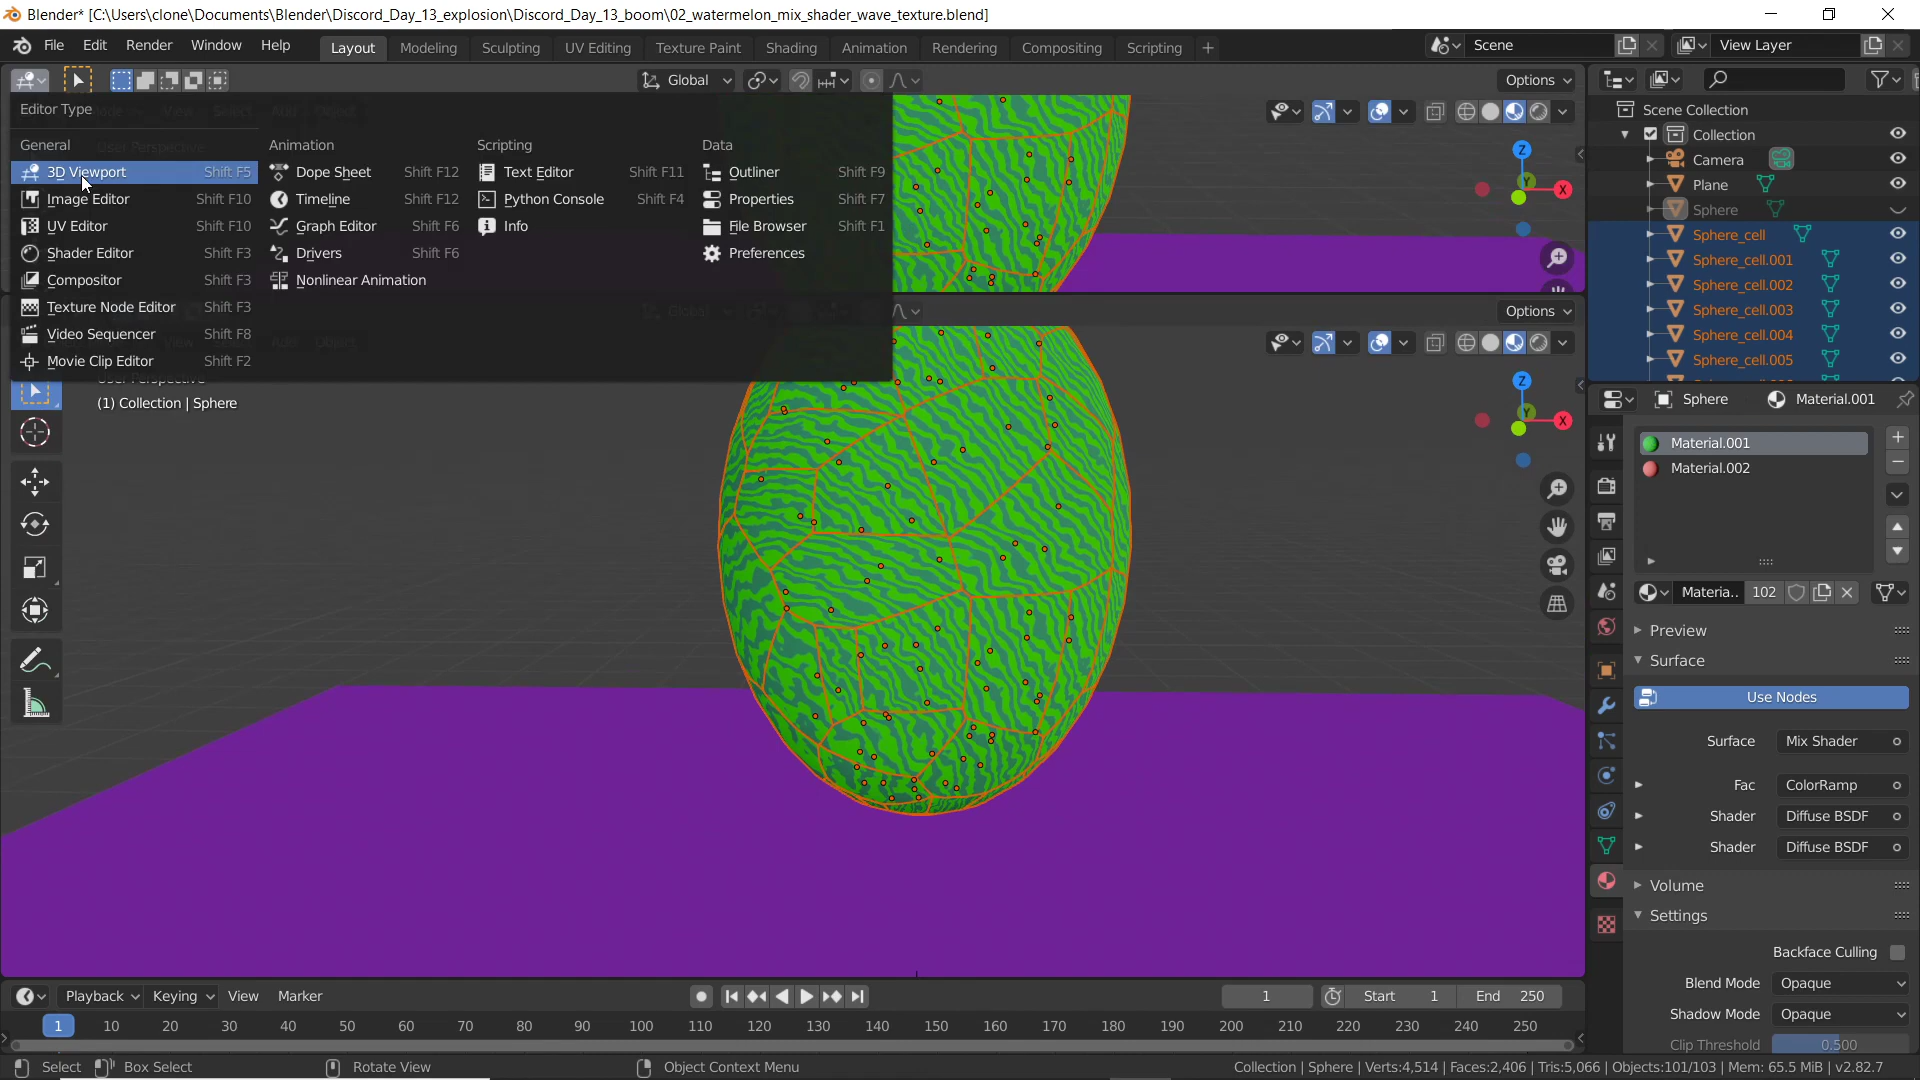 Blender* [C:\Users\clone\Documents\Blender\Discord_Day_13_explosion\Discord_Day_13_boom\02_watermelon_mix_shader_wave_texture.blend]
File Edit Render Window Help Layout Modeling Sculpting UV Editing Texture Paint Shading Animation Rendering Compositing Scripting + Scene View Layer
Global Options
Editor Type
General Animation Scripting Data
3D Viewport Shift F5 Dope Sheet Shift F12 Text Editor Shift F11 Outliner Shift F9
Image Editor Shift F10 Timeline Shift F12 Python Console Shift F4 Properties Shift F7
UV Editor Shift F10 Graph Editor Shift F6 Info File Browser Shift F1
Shader Editor Shift F3 Drivers Shift F6 Preferences
Compositor Shift F3 Nonlinear Animation
Texture Node Editor Shift F3
Video Sequencer Shift F8
Movie Clip Editor Shift F2
Z
Y
X
Global Options
User Perspective
(1) Collection | Sphere
Z
Y
X
Scene Collection
Collection
Camera
Plane
Sphere
Sphere_cell
Sphere_cell.001
Sphere_cell.002
Sphere_cell.003
Sphere_cell.004
Sphere_cell.005
Sphere Material.001
Material.001
Material.002
Materia.. 102
Preview
Surface
Use Nodes
Surface Mix Shader
Fac ColorRamp
Shader Diffuse BSDF
Shader Diffuse BSDF
Volume
Settings
Backface Culling
Blend Mode Opaque
Shadow Mode Opaque
Clip Threshold 0.500
Playback Keying View Marker 1 Start 1 End 250
1 10 20 30 40 50 60 70 80 90 100 110 120 130 140 150 160 170 180 190 200 210 220 230 240 250
Select Box Select Rotate View Object Context Menu Collection | Sphere | Verts:4,514 | Faces:2,406 | Tris:5,066 | Objects:101/103 | Mem: 65.5 MiB | v2.82.7